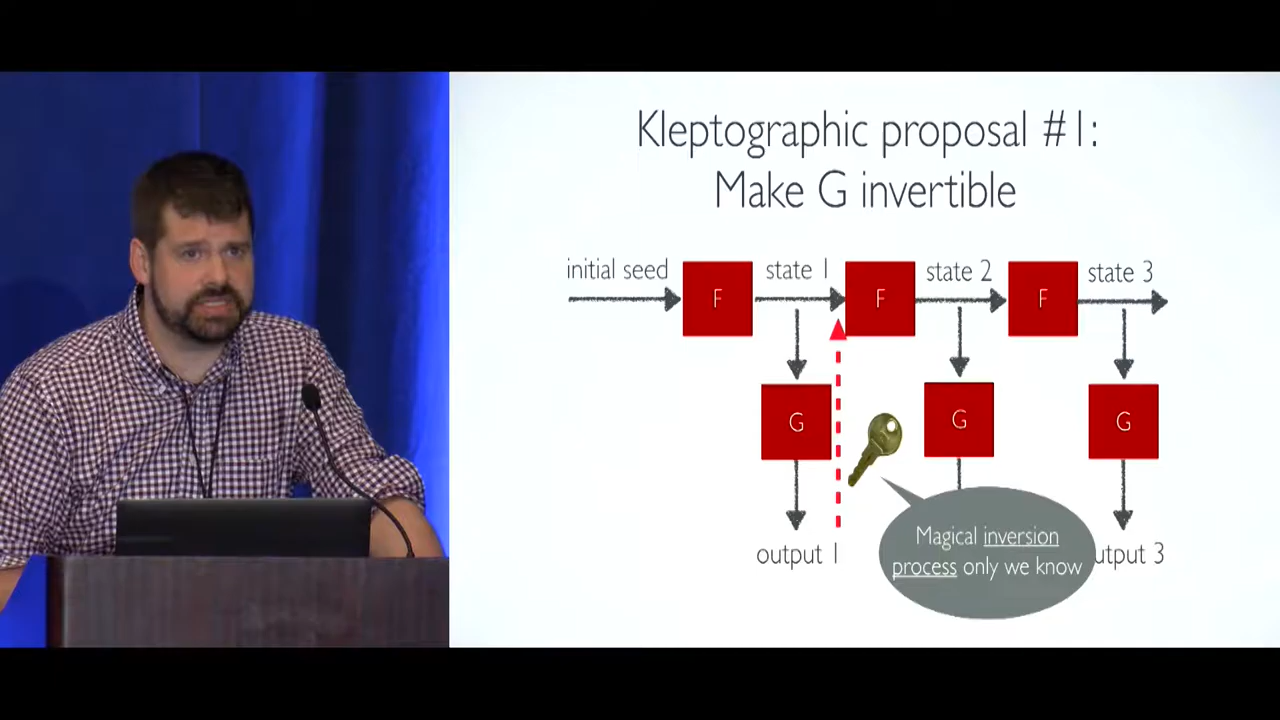 Kleptographic proposal #1:
Make G invertible
initial seed
state 1
state 2
state 3
F
F
F
G
G
G
Magical inversion
process only we know
output 1
utput 3